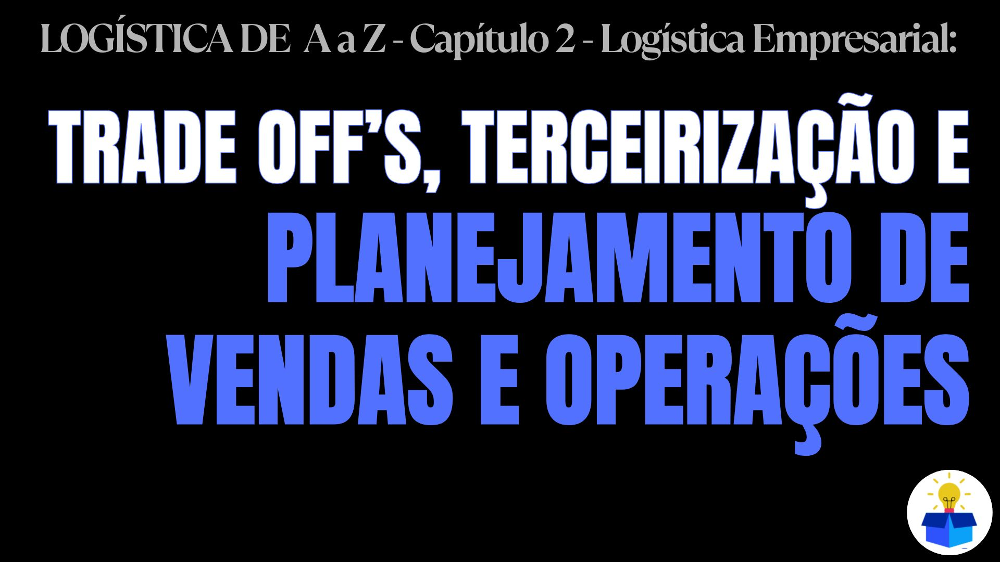 LOGÍSTICA DE A a Z - Capítulo 2 - Logística Empresarial:
TRADE OFF’S, TERCEIRIZAÇÃO E
PLANEJAMENTO DE
VENDAS E OPERAÇÕES